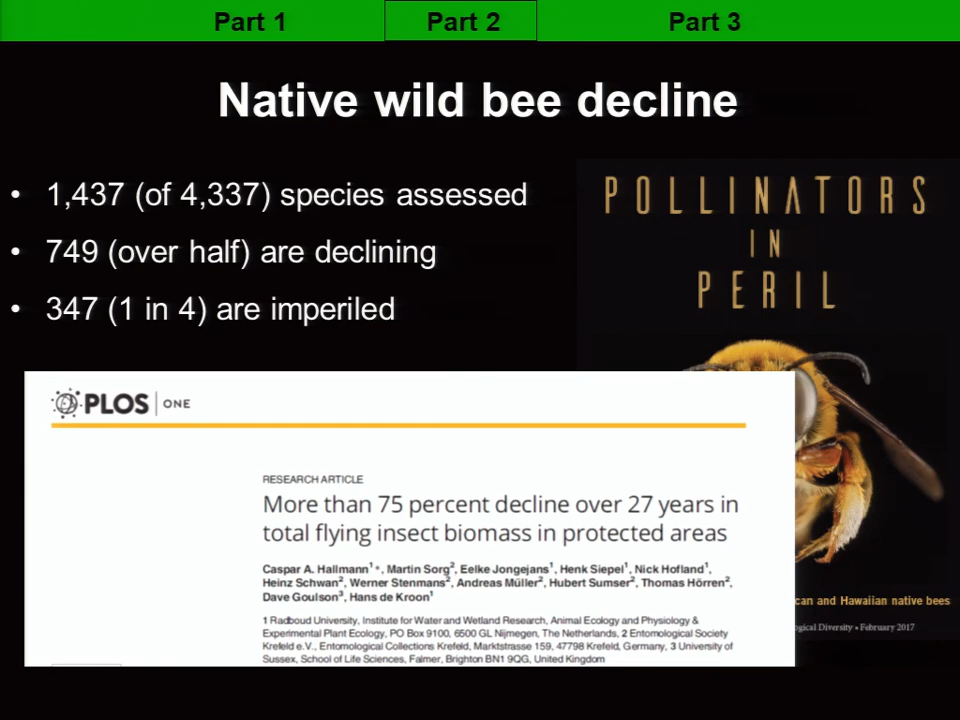 Part 1 Part 2 Part 3
Native wild bee decline
• 1,437 (of 4,337) species assessed
• 749 (over half) are declining
• 347 (1 in 4) are imperiled
POLLINATORS
IN
PERIL
PLOS ONE
RESEARCH ARTICLE
More than 75 percent decline over 27 years in
total flying insect biomass in protected areas
Caspar A. Hallmann1*, Martin Sorg2, Eelke Jongejans1, Henk Siepel1, Nick Hofland1,
Heinz Schwan2, Werner Stenmans2, Andreas Müller2, Hubert Sumser2, Thomas Hörren2,
Dave Goulson3, Hans de Kroon1
1 Radboud University, Institute for Water and Wetland Research, Animal Ecology and Physiology &
Experimental Plant Ecology, PO Box 9100, 6500 GL Nijmegen, The Netherlands, 2 Entomological Society
Krefeld e.V., Entomological Collections Krefeld, Marktstrasse 159, 47798 Krefeld, Germany, 3 University of
Sussex, School of Life Sciences, Falmer, Brighton BN1 9QG, United Kingdom
can and Hawaiian native bees
ogical Diversity • February 2017